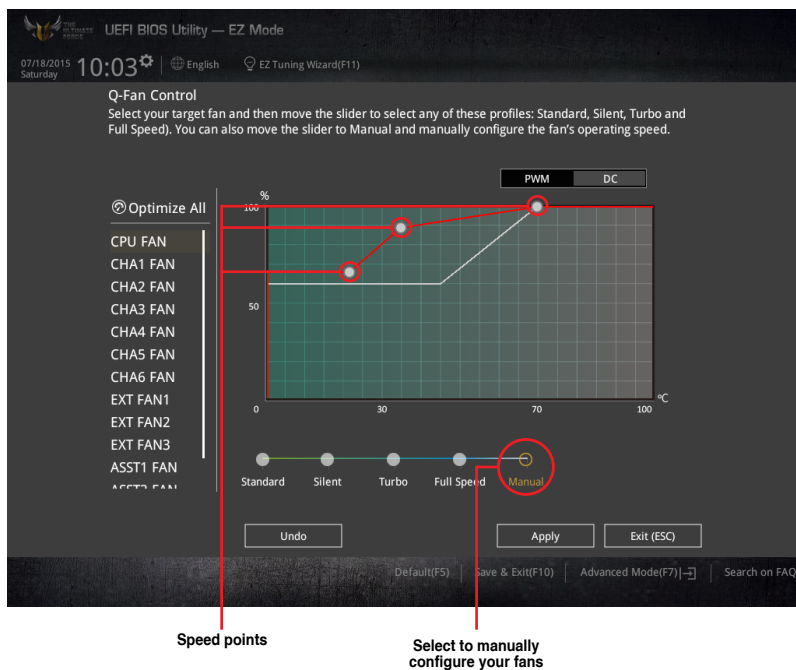 THE ULTIMATE FORCE
UEFI BIOS Utility — EZ Mode
07/18/2015
Saturday
10:03
English
EZ Tuning Wizard(F11)
Q-Fan Control
Select your target fan and then move the slider to select any of these profiles: Standard, Silent, Turbo and
Full Speed). You can also move the slider to Manual and manually configure the fan's operating speed.
PWM
DC
Optimize All
CPU FAN
CHA1 FAN
CHA2 FAN
CHA3 FAN
CHA4 FAN
CHA5 FAN
CHA6 FAN
EXT FAN1
EXT FAN2
EXT FAN3
ASST1 FAN
ASST2 FAN
%
100
50
0
30
70
100
ºC
Standard
Silent
Turbo
Full Speed
Manual
Undo
Apply
Exit (ESC)
Default(F5)
Save & Exit(F10)
Advanced Mode(F7)
Search on FAQ
Speed points
Select to manually
configure your fans